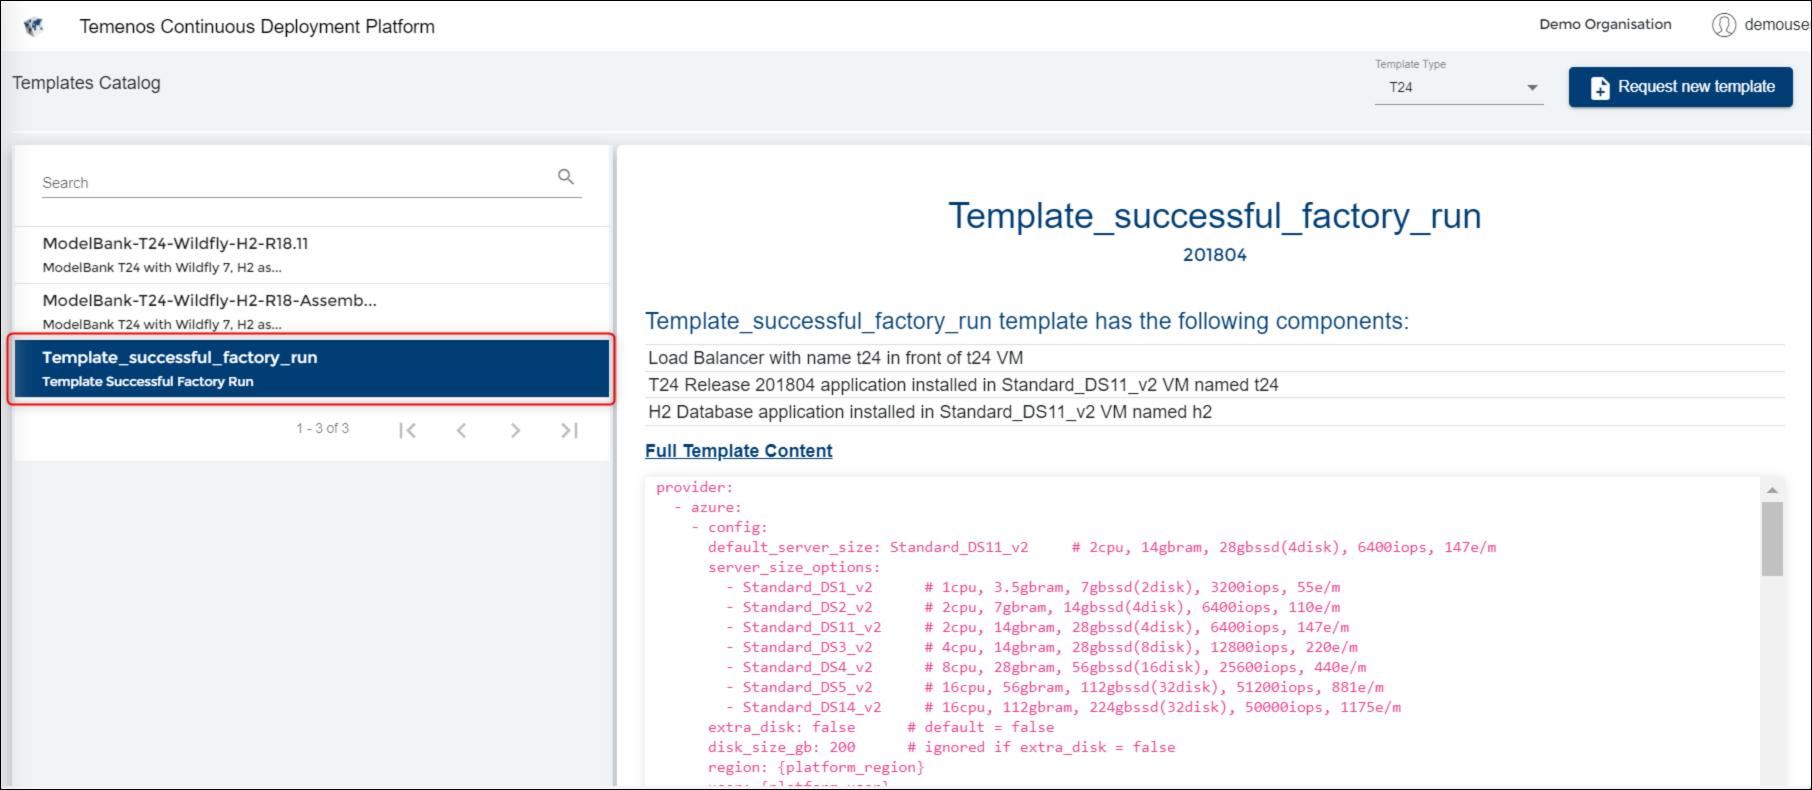 Temenos Continuous Deployment Platform
Demo Organisation
demouse
Templates Catalog
Template Type
T24
Request new template
Search
ModelBank-T24-Wildfly-H2-R18.11
ModelBank T24 with Wildfly 7, H2 as...
ModelBank-T24-Wildfly-H2-R18-Assemb...
ModelBank T24 with Wildfly 7, H2 as...
Template_successful_factory_run
Template Successful Factory Run
1 - 3 of 3
Template_successful_factory_run
201804
Template_successful_factory_run template has the following components:
Load Balancer with name t24 in front of t24 VM
T24 Release 201804 application installed in Standard_DS11_v2 VM named t24
H2 Database application installed in Standard_DS11_v2 VM named h2
Full Template Content
provider:
- azure:
- config:
default_server_size: Standard_DS11_v2 # 2cpu, 14gbram, 28gbssd(4disk), 6400iops, 147e/m
server_size_options:
- Standard_DS1_v2 # 1cpu, 3.5gbram, 7gbssd(2disk), 3200iops, 55e/m
- Standard_DS2_v2 # 2cpu, 7gbram, 14gbssd(4disk), 6400iops, 110e/m
- Standard_DS11_v2 # 2cpu, 14gbram, 28gbssd(4disk), 6400iops, 147e/m
- Standard_DS3_v2 # 4cpu, 14gbram, 28gbssd(8disk), 12800iops, 220e/m
- Standard_DS4_v2 # 8cpu, 28gbram, 56gbssd(16disk), 25600iops, 440e/m
- Standard_DS5_v2 # 16cpu, 56gbram, 112gbssd(32disk), 51200iops, 881e/m
- Standard_DS14_v2 # 16cpu, 112gbram, 224gbssd(32disk), 50000iops, 1175e/m
extra_disk: false # default = false
disk_size_gb: 200 # ignored if extra_disk = false
region: {platform_region}